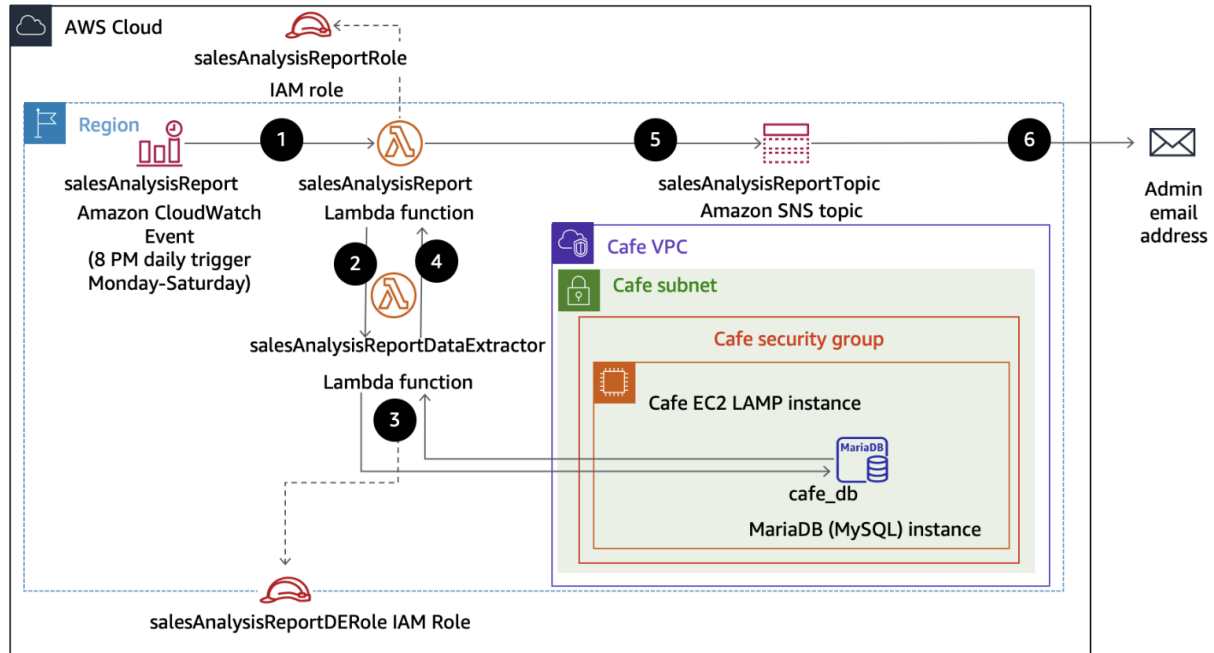 AWS Cloud
salesAnalysisReportRole
IAM role
Region
1
5
6
salesAnalysisReport
Amazon CloudWatch
Event
(8 PM daily trigger
Monday-Saturday)
salesAnalysisReport
Lambda function
salesAnalysisReportTopic
Amazon SNS topic
Admin
email
address
2
4
salesAnalysisReportDataExtractor
Lambda function
3
Cafe VPC
Cafe subnet
Cafe security group
Cafe EC2 LAMP instance
MariaDB
cafe_db
MariaDB (MySQL) instance
salesAnalysisReportDERole IAM Role